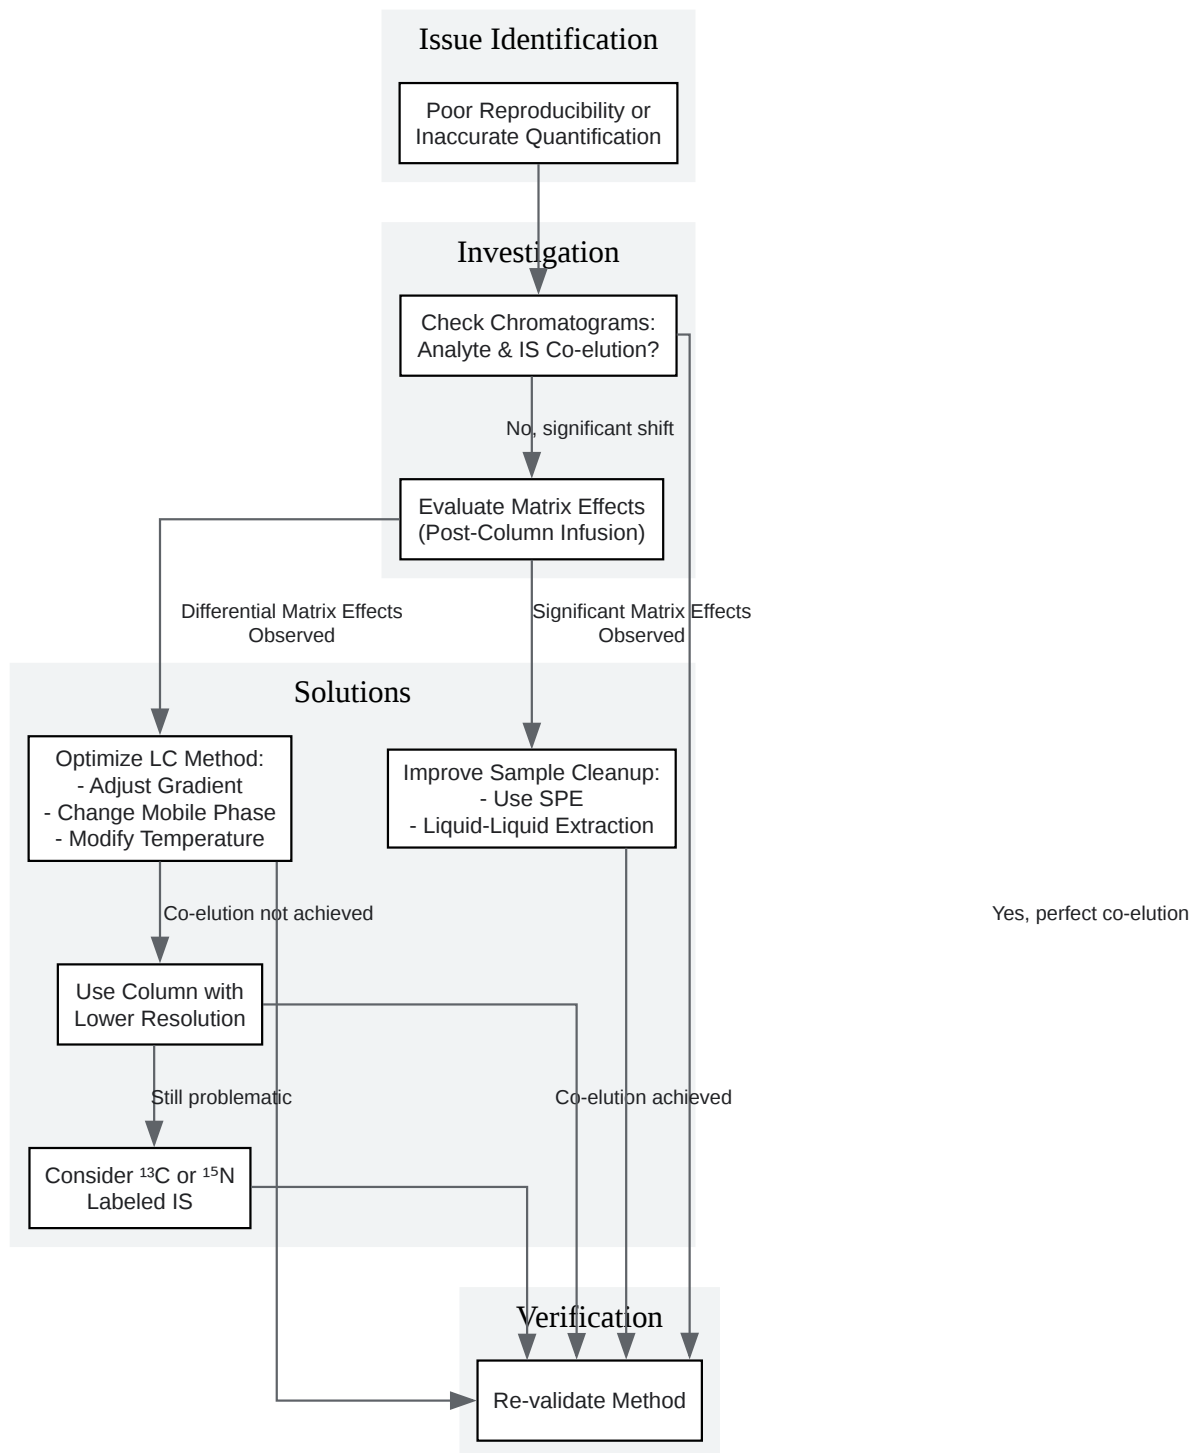 Issue Identification
Poor Reproducibility or
Inaccurate Quantification
Investigation
Check Chromatograms:
Analyte & IS Co-elution?
No, significant shift
Evaluate Matrix Effects
(Post-Column Infusion)
Differential Matrix Effects
Observed
Significant Matrix Effects
Observed
Solutions
Optimize LC Method:
- Adjust Gradient
- Change Mobile Phase
- Modify Temperature
Improve Sample Cleanup:
- Use SPE
- Liquid-Liquid Extraction
Co-elution not achieved
Yes, perfect co-elution
Use Column with
Lower Resolution
Still problematic
Co-elution achieved
Consider ¹³C or ¹⁵N
Labeled IS
Verification
Re-validate Method